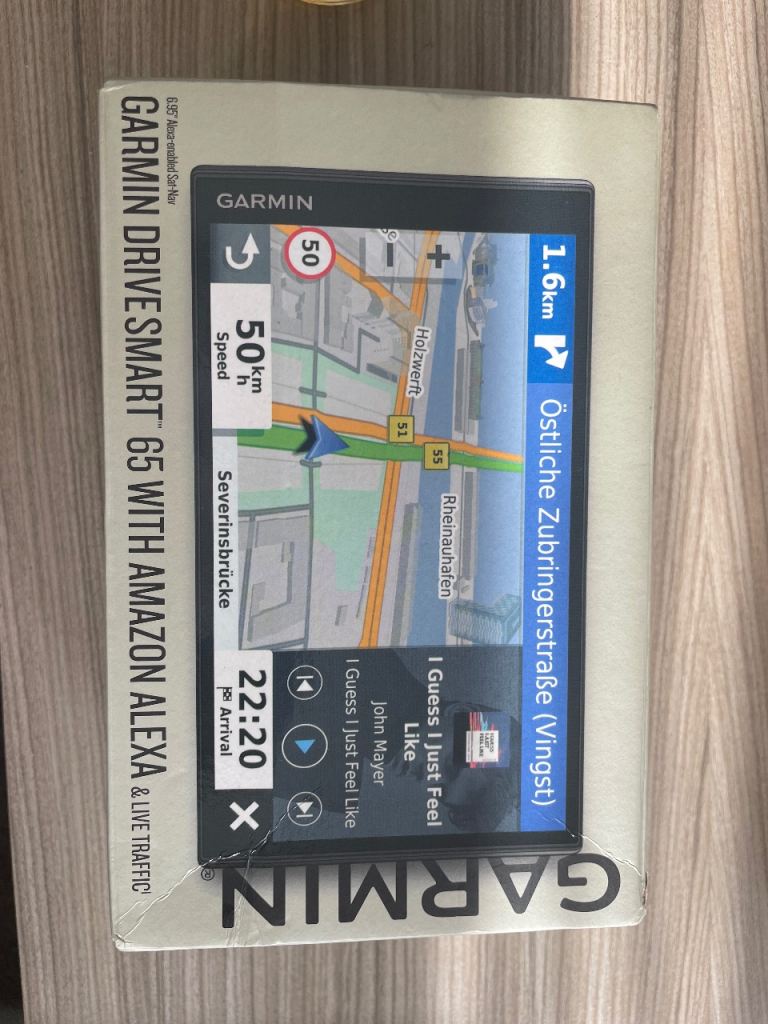 GARMIN®
GARMIN
1.6km
Östliche Zubringerstraße (Vingst)
+
−
Holzwerft
51
55
Rheinauhafen
50
50 km/h
Speed
Severinsbrücke
I Guess I Just Feel
Like
John Mayer
I Guess I Just Feel Like
22:20
Arrival
6.95" Alexa-enabled Sat-Nav
GARMIN DRIVESMART™ 65 WITH AMAZON ALEXA & LIVE TRAFFIC¹